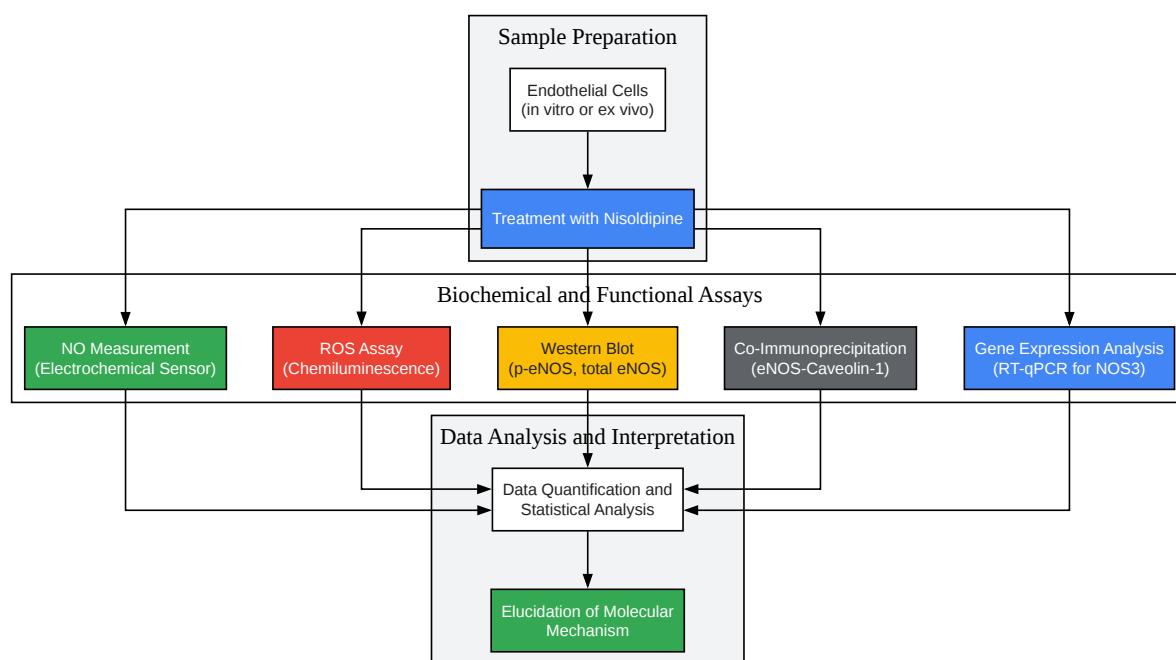 Sample Preparation
Endothelial Cells
(in vitro or ex vivo)
Treatment with Nisoldipine
Biochemical and Functional Assays
NO Measurement
(Electrochemical Sensor)
ROS Assay
(Chemiluminescence)
Western Blot
(p-eNOS, total eNOS)
Co-Immunoprecipitation
(eNOS-Caveolin-1)
Gene Expression Analysis
(RT-qPCR for NOS3)
Data Analysis and Interpretation
Data Quantification and
Statistical Analysis
Elucidation of Molecular
Mechanism